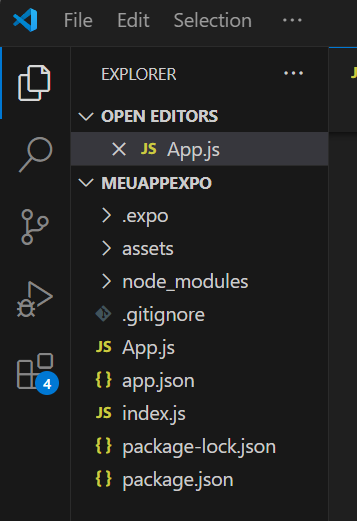 File Edit Selection ...
EXPLORER ...
OPEN EDITORS
JS App.js
MEUAPPEXPO
.expo
assets
node_modules
.gitignore
JS App.js
{ } app.json
JS index.js
{ } package-lock.json
{ } package.json
4